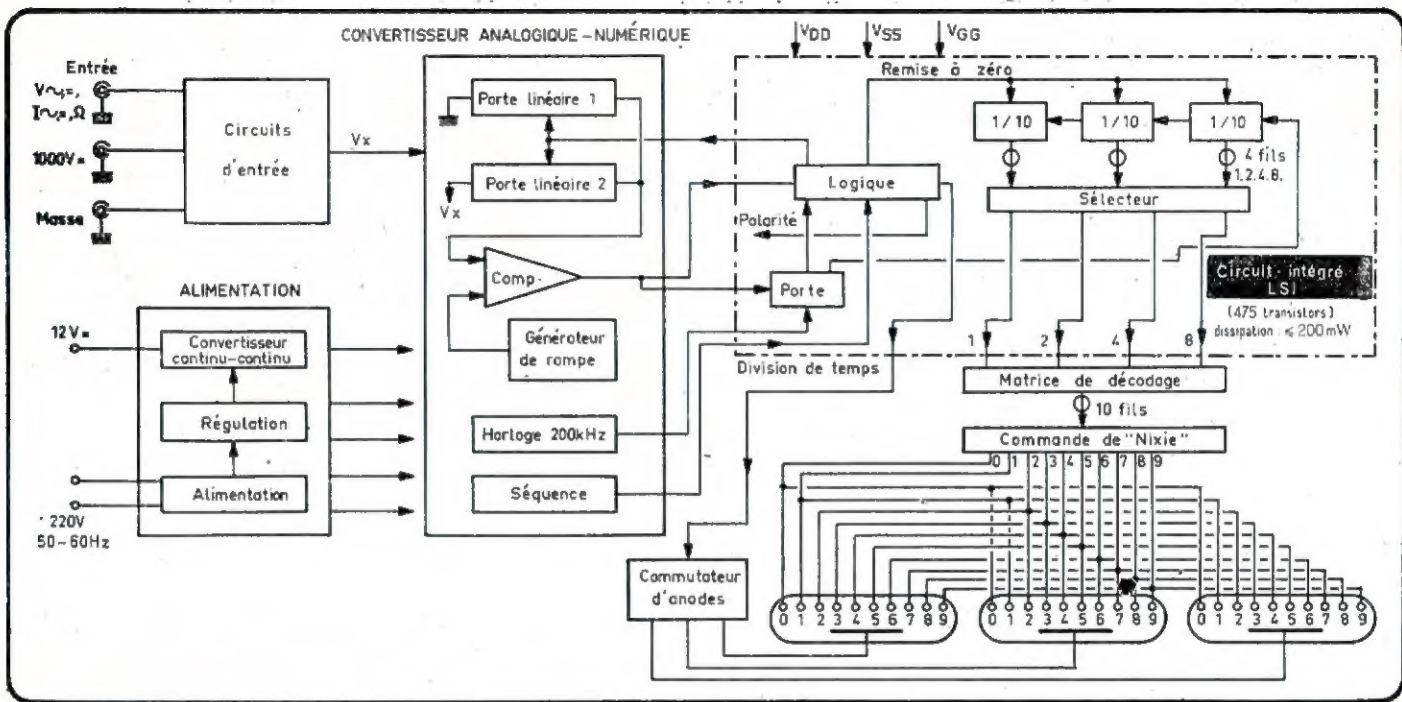 CONVERTISSEUR ANALOGIQUE-NUMÉRIQUE
VDD
VSS
VGG
Entrée
V∿,=,
I∿,=,Ω
1000V=
Masse
Circuits
d'entrée
Vx
Porte linéaire 1
Porte linéaire 2
Vx
Comp.
Générateur
de rampe
Horloge 200kHz
Séquence
Remise à zéro
1/10
1/10
1/10
4 fils
1.2.4.8.
Logique
Sélecteur
Polarité
Porte
Circuit intégré
LSI
(475 transistors)
dissipation : ≤ 200mW
Division de temps
1
2
4
8
Matrice de décodage
10 fils
Commande de "Nixie"
0 1 2 3 4 5 6 7 8 9
ALIMENTATION
12V=
Convertisseur
continu-continu
Régulation
Alimentation
220V
50~60Hz
Commutateur
d'anodes
0 1 2 3 4 5 6 7 8 9
0 1 2 3 4 5 6 7 8 9
0 1 2 3 4 5 6 7 8 9